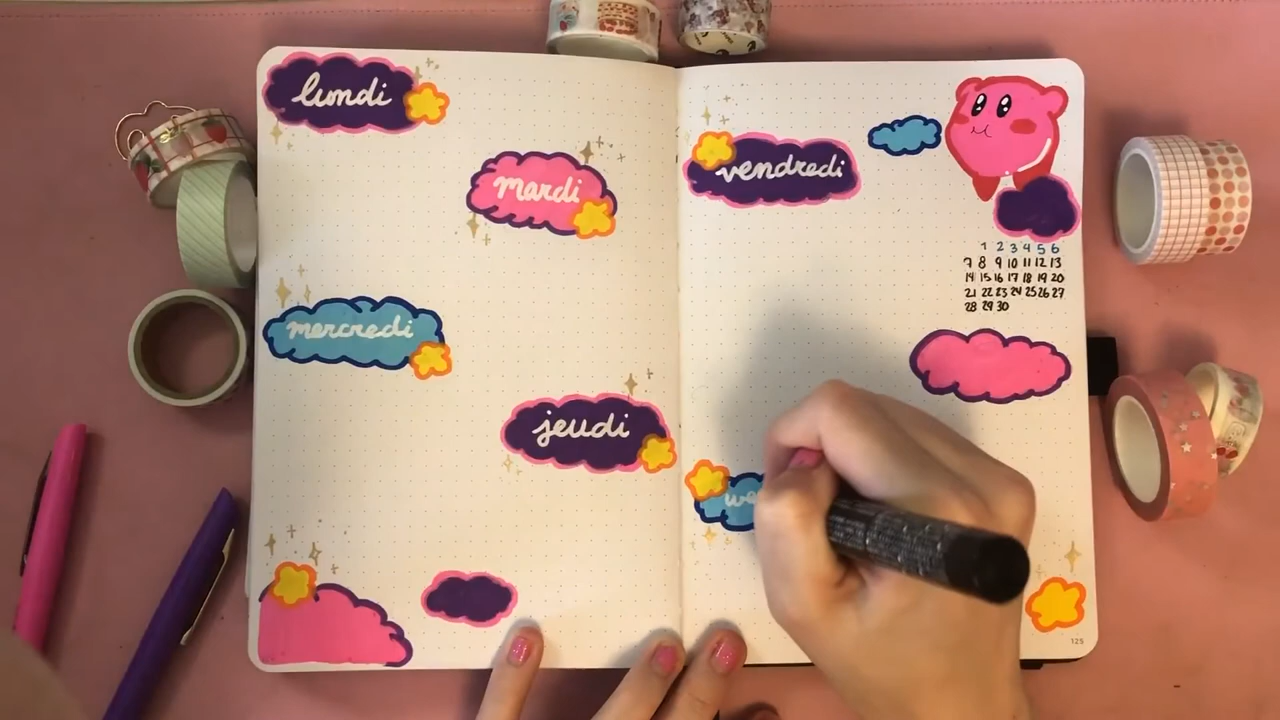 lundi
mardi
mercredi
jeudi
vendredi
1 2 3 4 5 6
7 8 9 10 11 12 13
14 15 16 17 18 19 20
21 22 23 24 25 26 27
28 29 30
we
125